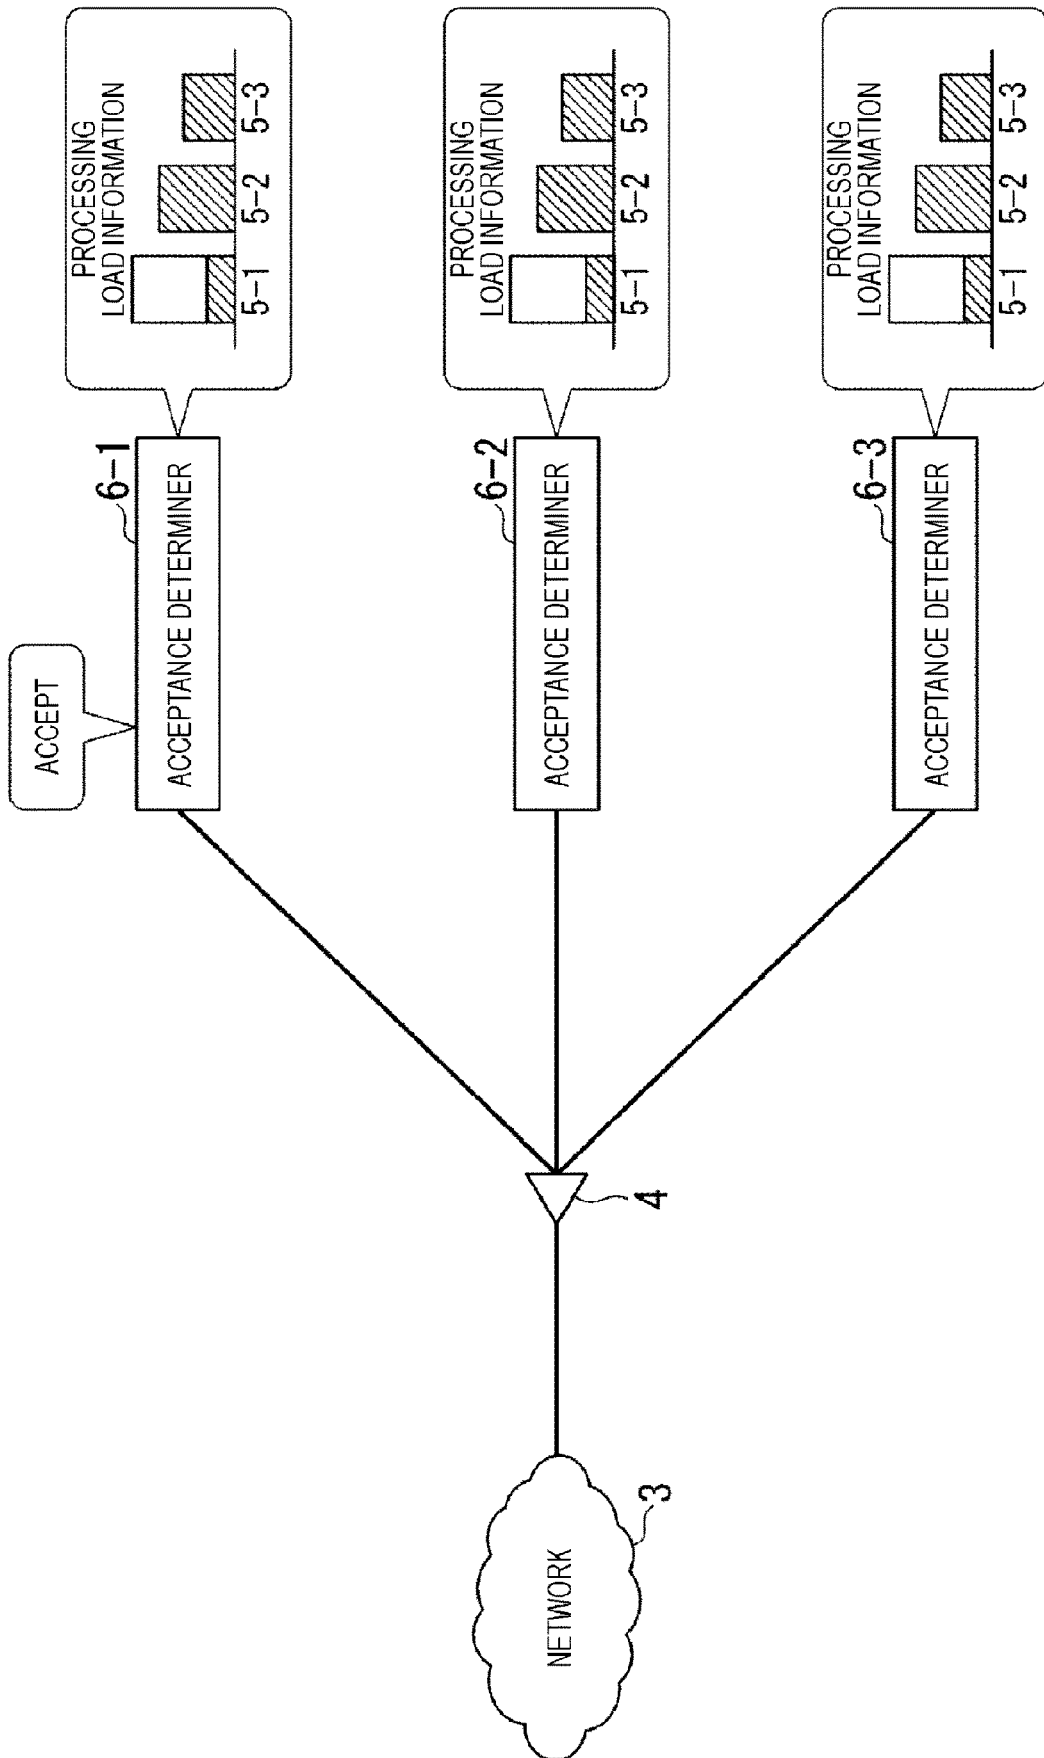 ACCEPT
6-1
ACCEPTANCE DETERMINER
PROCESSING
LOAD INFORMATION
5-1 5-2 5-3
NETWORK
3
4
6-2
ACCEPTANCE DETERMINER
PROCESSING
LOAD INFORMATION
5-1 5-2 5-3
6-3
ACCEPTANCE DETERMINER
PROCESSING
LOAD INFORMATION
5-1 5-2 5-3